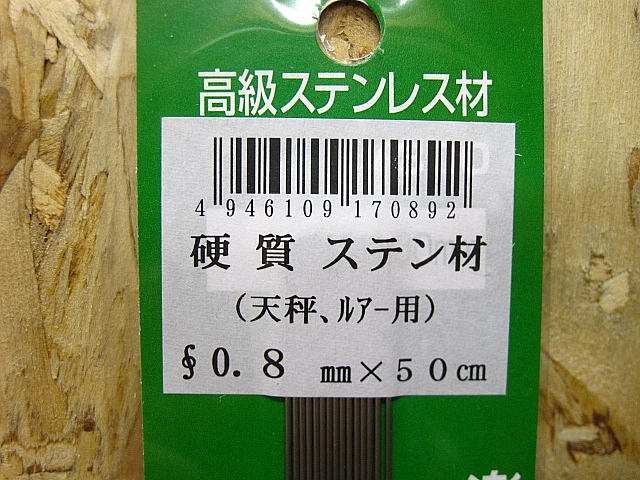 高級ステンレス材
4 946109 170892
硬質 ステン材
(天秤、ﾙｱｰ用)
∮0.8 ㎜×50㎝